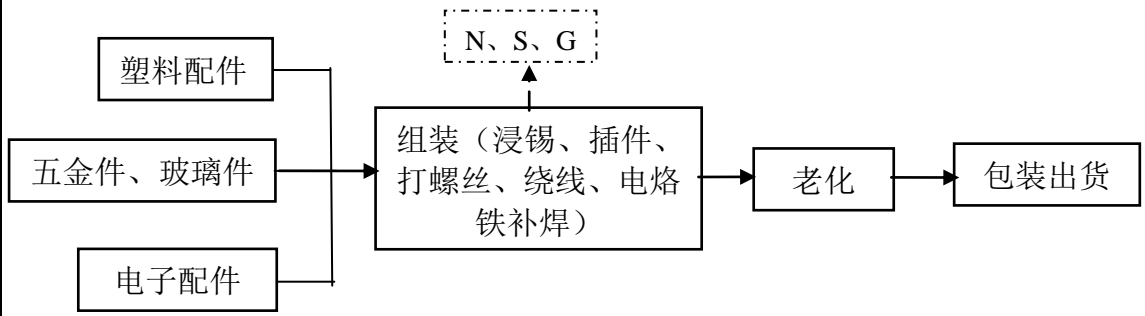 N、S、G
塑料配件
五金件、玻璃件
电子配件
组装（浸锡、插件、
打螺丝、绕线、电烙
铁补焊）
老化
包装出货